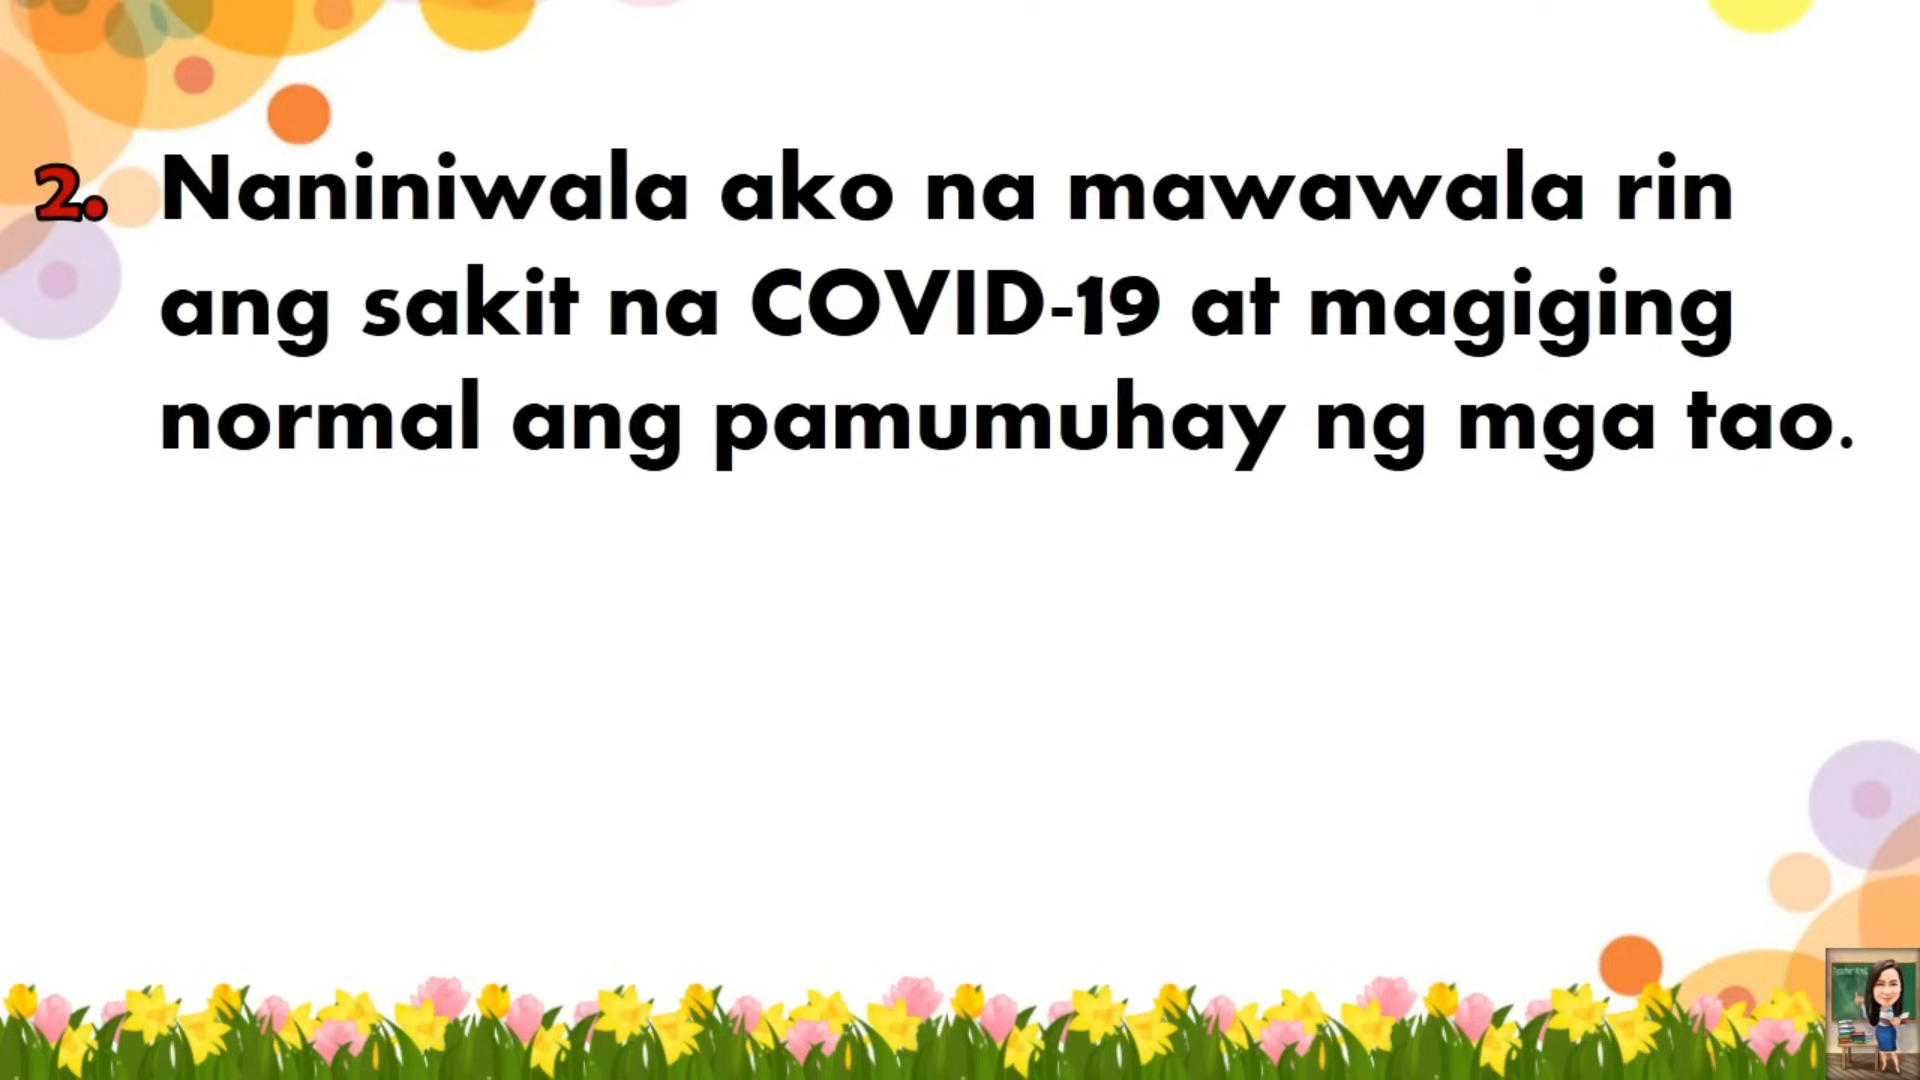 2. Naniniwala ako na mawawala rin
ang sakit na COVID-19 at magiging
normal ang pamumuhay ng mga tao.